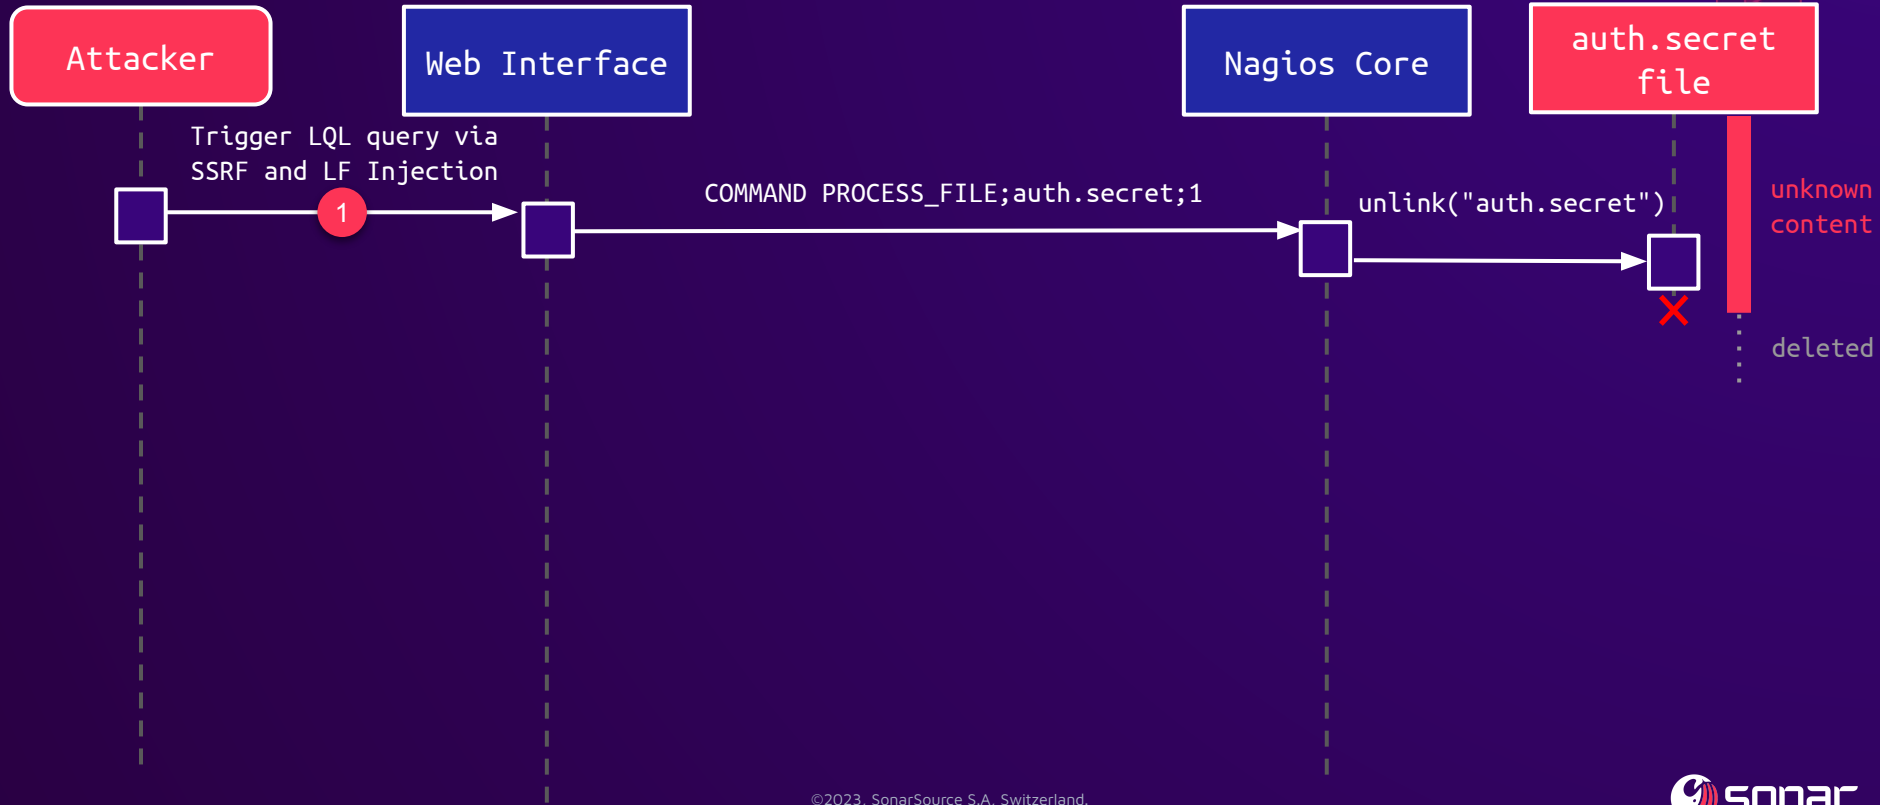 Attacker
Web Interface
Nagios Core
auth.secret
file
Trigger LQL query via
SSRF and LF Injection
1
COMMAND PROCESS_FILE;auth.secret;1
unlink("auth.secret")
unknown
content
deleted
©2023, SonarSource S.A, Switzerland.
sonar